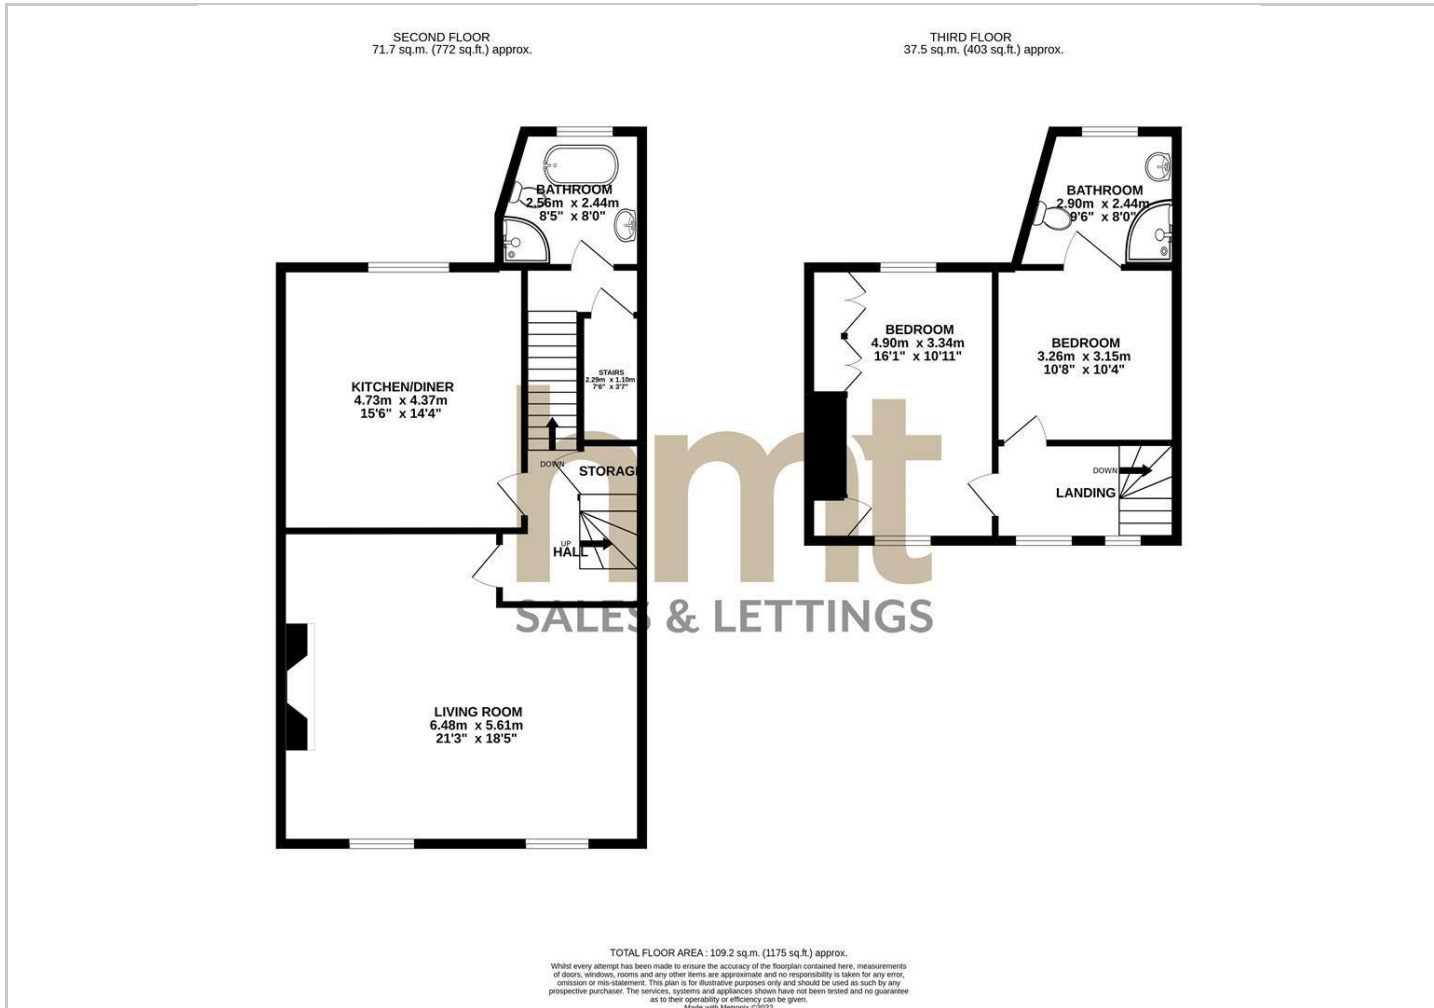 SECOND FLOOR
71.7 sq.m. (772 sq.ft.) approx.
THIRD FLOOR
37.5 sq.m. (403 sq.ft.) approx.
BATHROOM
2.56m x 2.44m
8'5" x 8'0"
BATHROOM
2.90m x 2.44m
9'6" x 8'0"
KITCHEN/DINER
4.73m x 4.37m
15'6" x 14'4"
STAIRS
2.29m x 1.10m
7'6" x 3'7"
BEDROOM
4.90m x 3.34m
16'1" x 10'11"
BEDROOM
3.26m x 3.15m
10'8" x 10'4"
DOWN
STORAGE
DOWN
LANDING
UP
HALL
hmt
SALES & LETTINGS
LIVING ROOM
6.48m x 5.61m
21'3" x 18'5"
TOTAL FLOOR AREA : 109.2 sq.m. (1175 sq.ft.) approx.
Whilst every attempt has been made to ensure the accuracy of the floorplan contained here, measurements
of doors, windows, rooms and any other items are approximate and no responsibility is taken for any error,
omission or mis-statement. This plan is for illustrative purposes only and should be used as such by any
prospective purchaser. The services, systems and appliances shown have not been tested and no guarantee
as to their operability or efficiency can be given.
Made with Metropix ©2022